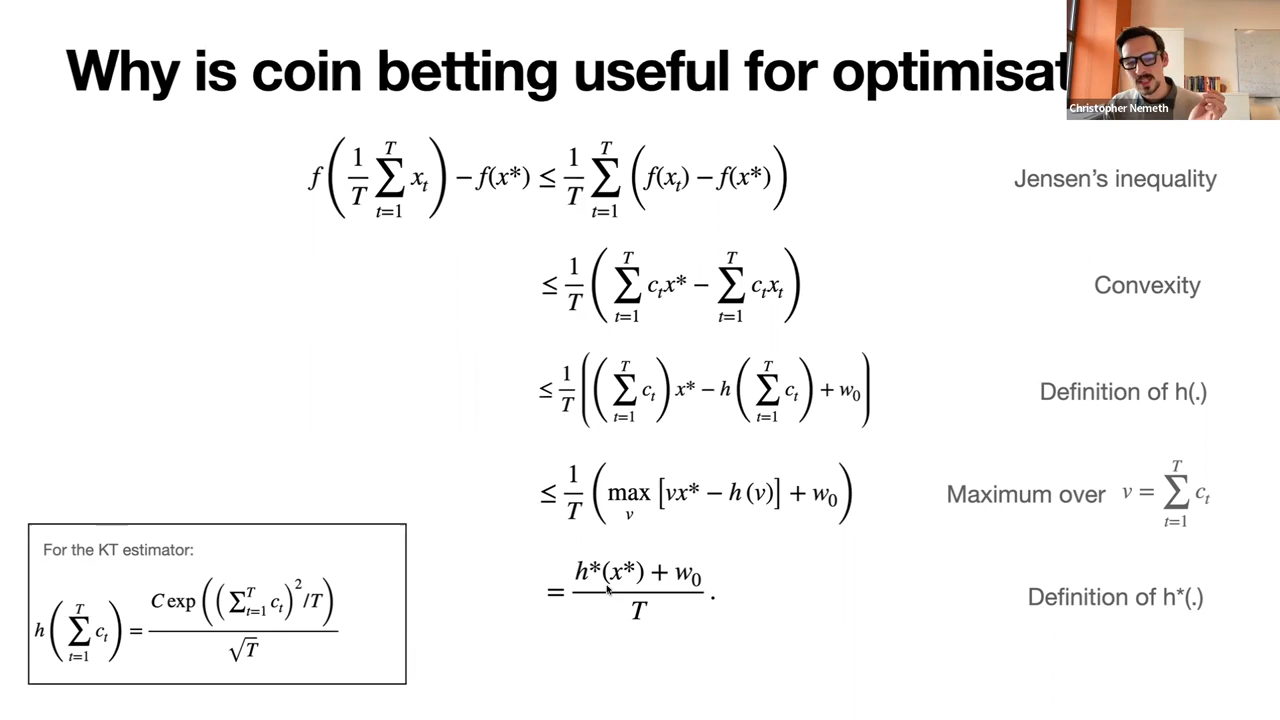 Why is coin betting useful for optimisat
Christopher Nemeth
f(1/T ∑_{t=1}^{T} x_t) − f(x*) ≤ 1/T ∑_{t=1}^{T} (f(x_t) − f(x*)) Jensen's inequality
≤ 1/T (∑_{t=1}^{T} c_t x* − ∑_{t=1}^{T} c_t x_t) Convexity
≤ 1/T ((∑_{t=1}^{T} c_t) x* − h(∑_{t=1}^{T} c_t) + w_0) Definition of h(.)
≤ 1/T (max_v [vx* − h(v)] + w_0) Maximum over v = ∑_{t=1}^{T} c_t
= (h*(x*) + w_0) / T . Definition of h*(.)
For the KT estimator:
h(∑_{t=1}^{T} c_t) = C exp((∑_{t=1}^{T} c_t)^2 /T) / √T